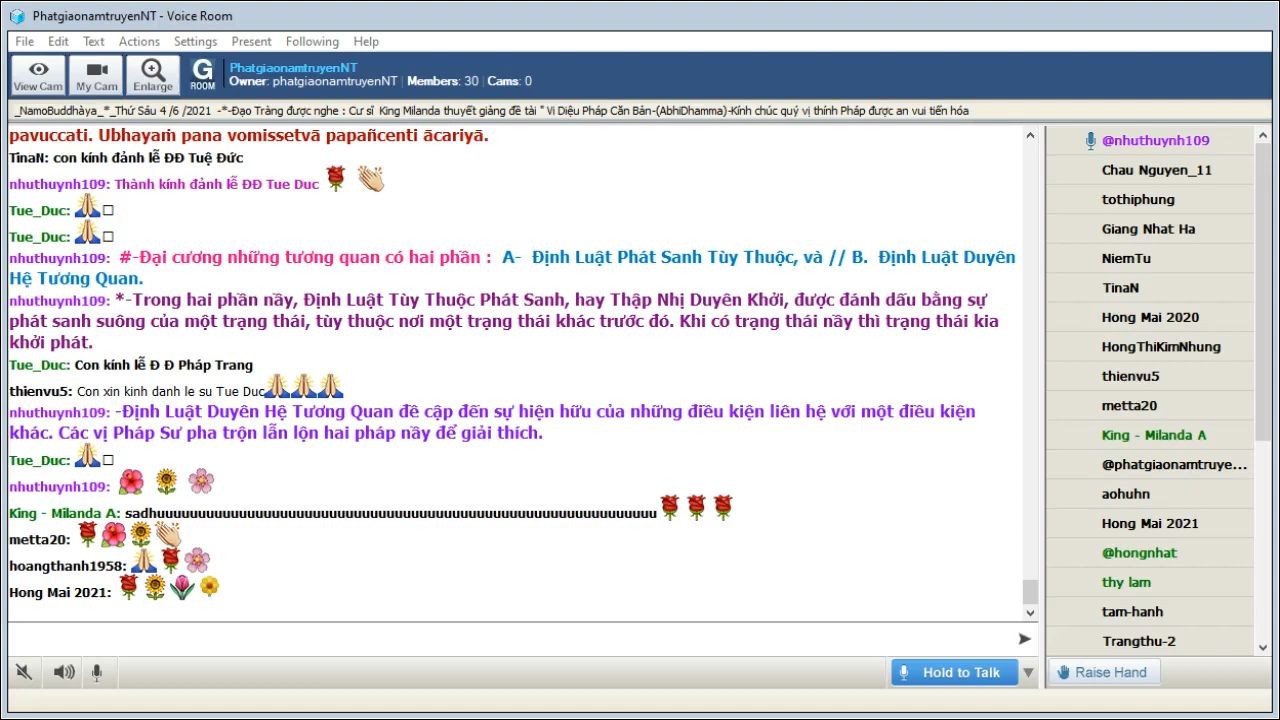 PhatgiaonamtruyenNT - Voice Room
File Edit Text Actions Settings Present Following Help
View Cam
My Cam
Enlarge
G ROOM
PhatgiaonamtruyenNT
Owner: phatgiaonamtruyenNT | Members: 30 | Cams: 0
_NamoBuddhàya_*_Thứ Sáu 4 /6 /2021 -*-Đạo Tràng được nghe : Cư sĩ King Milanda thuyết giảng đề tài " Vi Diệu Pháp Căn Bản-(AbhiDhamma)-Kính chúc quý vị thính Pháp được an vui tiến hóa
pavuccati. Ubhayaṁ pana vomissetvā papañcenti ācariyā.
TinaN: con kính đảnh lễ ĐĐ Tuệ Đức
nhuthuynh109: Thành kính đảnh lễ ĐĐ Tue Duc
Tue_Duc:
Tue_Duc:
nhuthuynh109: #-Đại cương những tương quan có hai phần : A- Định Luật Phát Sanh Tùy Thuộc, và // B. Định Luật Duyên
Hệ Tương Quan.
nhuthuynh109: *-Trong hai phần nầy, Định Luật Tùy Thuộc Phát Sanh, hay Thập Nhị Duyên Khởi, được đánh dấu bằng sự
phát sanh suông của một trạng thái, tùy thuộc nơi một trạng thái khác trước đó. Khi có trạng thái nầy thì trạng thái kia
khởi phát.
Tue_Duc: Con kính lễ Đ Đ Pháp Trang
thienvu5: Con xin kinh danh le su Tue Duc
nhuthuynh109: -Định Luật Duyên Hệ Tương Quan đề cập đến sự hiện hữu của những điều kiện liên hệ với một điều kiện
khác. Các vị Pháp Sư pha trộn lẫn lộn hai pháp nầy để giải thích.
Tue_Duc:
nhuthuynh109:
King - Milanda A: sadhuuuuuuuuuuuuuuuuuuuuuuuuuuuuuuuuuuuuuuuuuuuuuuuuuuuuuuuuuuuuu
metta20:
hoangthanh1958:
Hong Mai 2021:
Hold to Talk
@nhuthuynh109
Chau Nguyen_11
tothiphung
Giang Nhat Ha
NiemTu
TinaN
Hong Mai 2020
HongThiKimNhung
thienvu5
metta20
King - Milanda A
@phatgiaonamtruye...
aohuhn
Hong Mai 2021
@hongnhat
thy lam
tam-hanh
Trangthu-2
Raise Hand